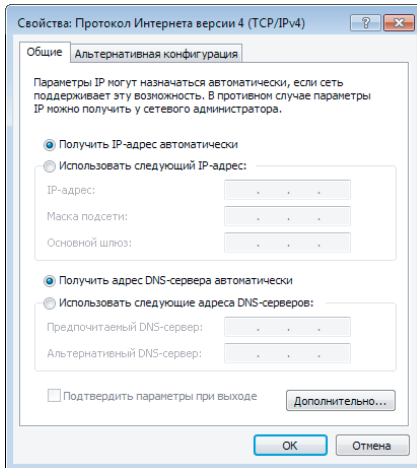 Свойства: Протокол Интернета версии 4 (TCP/IPv4)
Общие Альтернативная конфигурация
Параметры IP могут назначаться автоматически, если сеть
поддерживает эту возможность. В противном случае параметры
IP можно получить у сетевого администратора.
Получить IP-адрес автоматически
Использовать следующий IP-адрес:
IP-адрес:
Маска подсети:
Основной шлюз:
Получить адрес DNS-сервера автоматически
Использовать следующие адреса DNS-серверов:
Предпочитаемый DNS-сервер:
Альтернативный DNS-сервер:
Подтвердить параметры при выходе
Дополнительно...
ОК Отмена